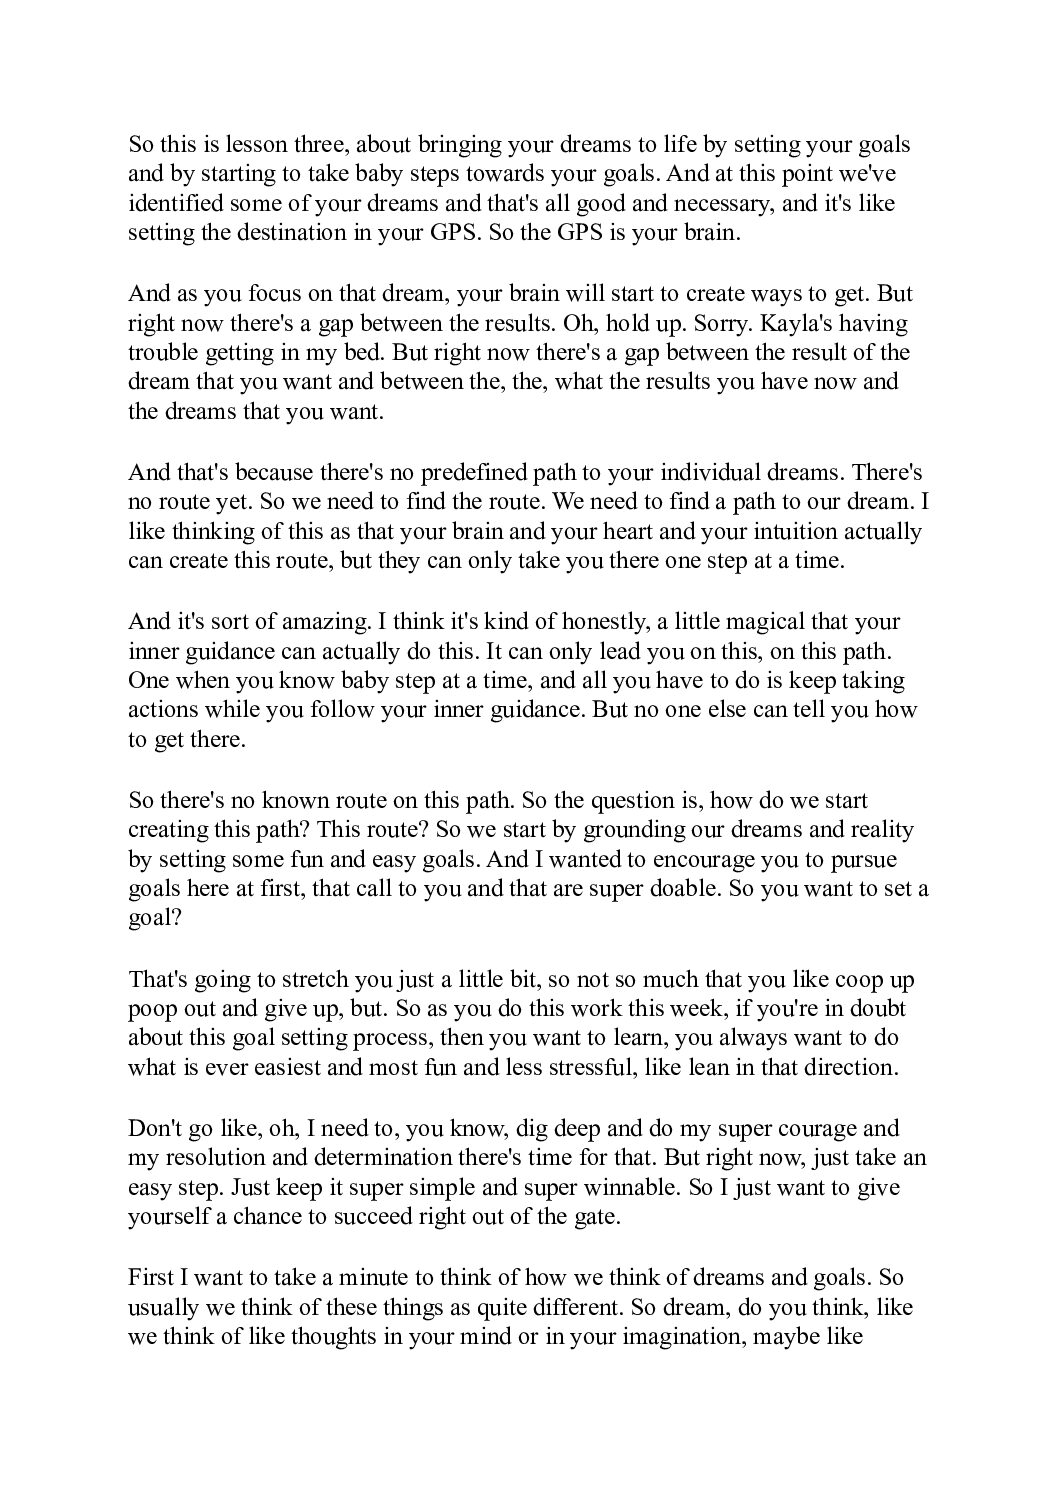 So this is lesson three, about bringing your dreams to life by setting your goals
and by starting to take baby steps towards your goals. And at this point we've
identified some of your dreams and that's all good and necessary, and it's like
setting the destination in your GPS. So the GPS is your brain.
And as you focus on that dream, your brain will start to create ways to get. But
right now there's a gap between the results. Oh, hold up. Sorry. Kayla's having
trouble getting in my bed. But right now there's a gap between the result of the
dream that you want and between the, the, what the results you have now and
the dreams that you want.
And that's because there's no predefined path to your individual dreams. There's
no route yet. So we need to find the route. We need to find a path to our dream. I
like thinking of this as that your brain and your heart and your intuition actually
can create this route, but they can only take you there one step at a time.
And it's sort of amazing. I think it's kind of honestly, a little magical that your
inner guidance can actually do this. It can only lead you on this, on this path.
One when you know baby step at a time, and all you have to do is keep taking
actions while you follow your inner guidance. But no one else can tell you how
to get there.
So there's no known route on this path. So the question is, how do we start
creating this path? This route? So we start by grounding our dreams and reality
by setting some fun and easy goals. And I wanted to encourage you to pursue
goals here at first, that call to you and that are super doable. So you want to set a
goal?
That's going to stretch you just a little bit, so not so much that you like coop up
poop out and give up, but. So as you do this work this week, if you're in doubt
about this goal setting process, then you want to learn, you always want to do
what is ever easiest and most fun and less stressful, like lean in that direction.
Don't go like, oh, I need to, you know, dig deep and do my super courage and
my resolution and determination there's time for that. But right now, just take an
easy step. Just keep it super simple and super winnable. So I just want to give
yourself a chance to succeed right out of the gate.
First I want to take a minute to think of how we think of dreams and goals. So
usually we think of these things as quite different. So dream, do you think, like
we think of like thoughts in your mind or in your imagination, maybe like